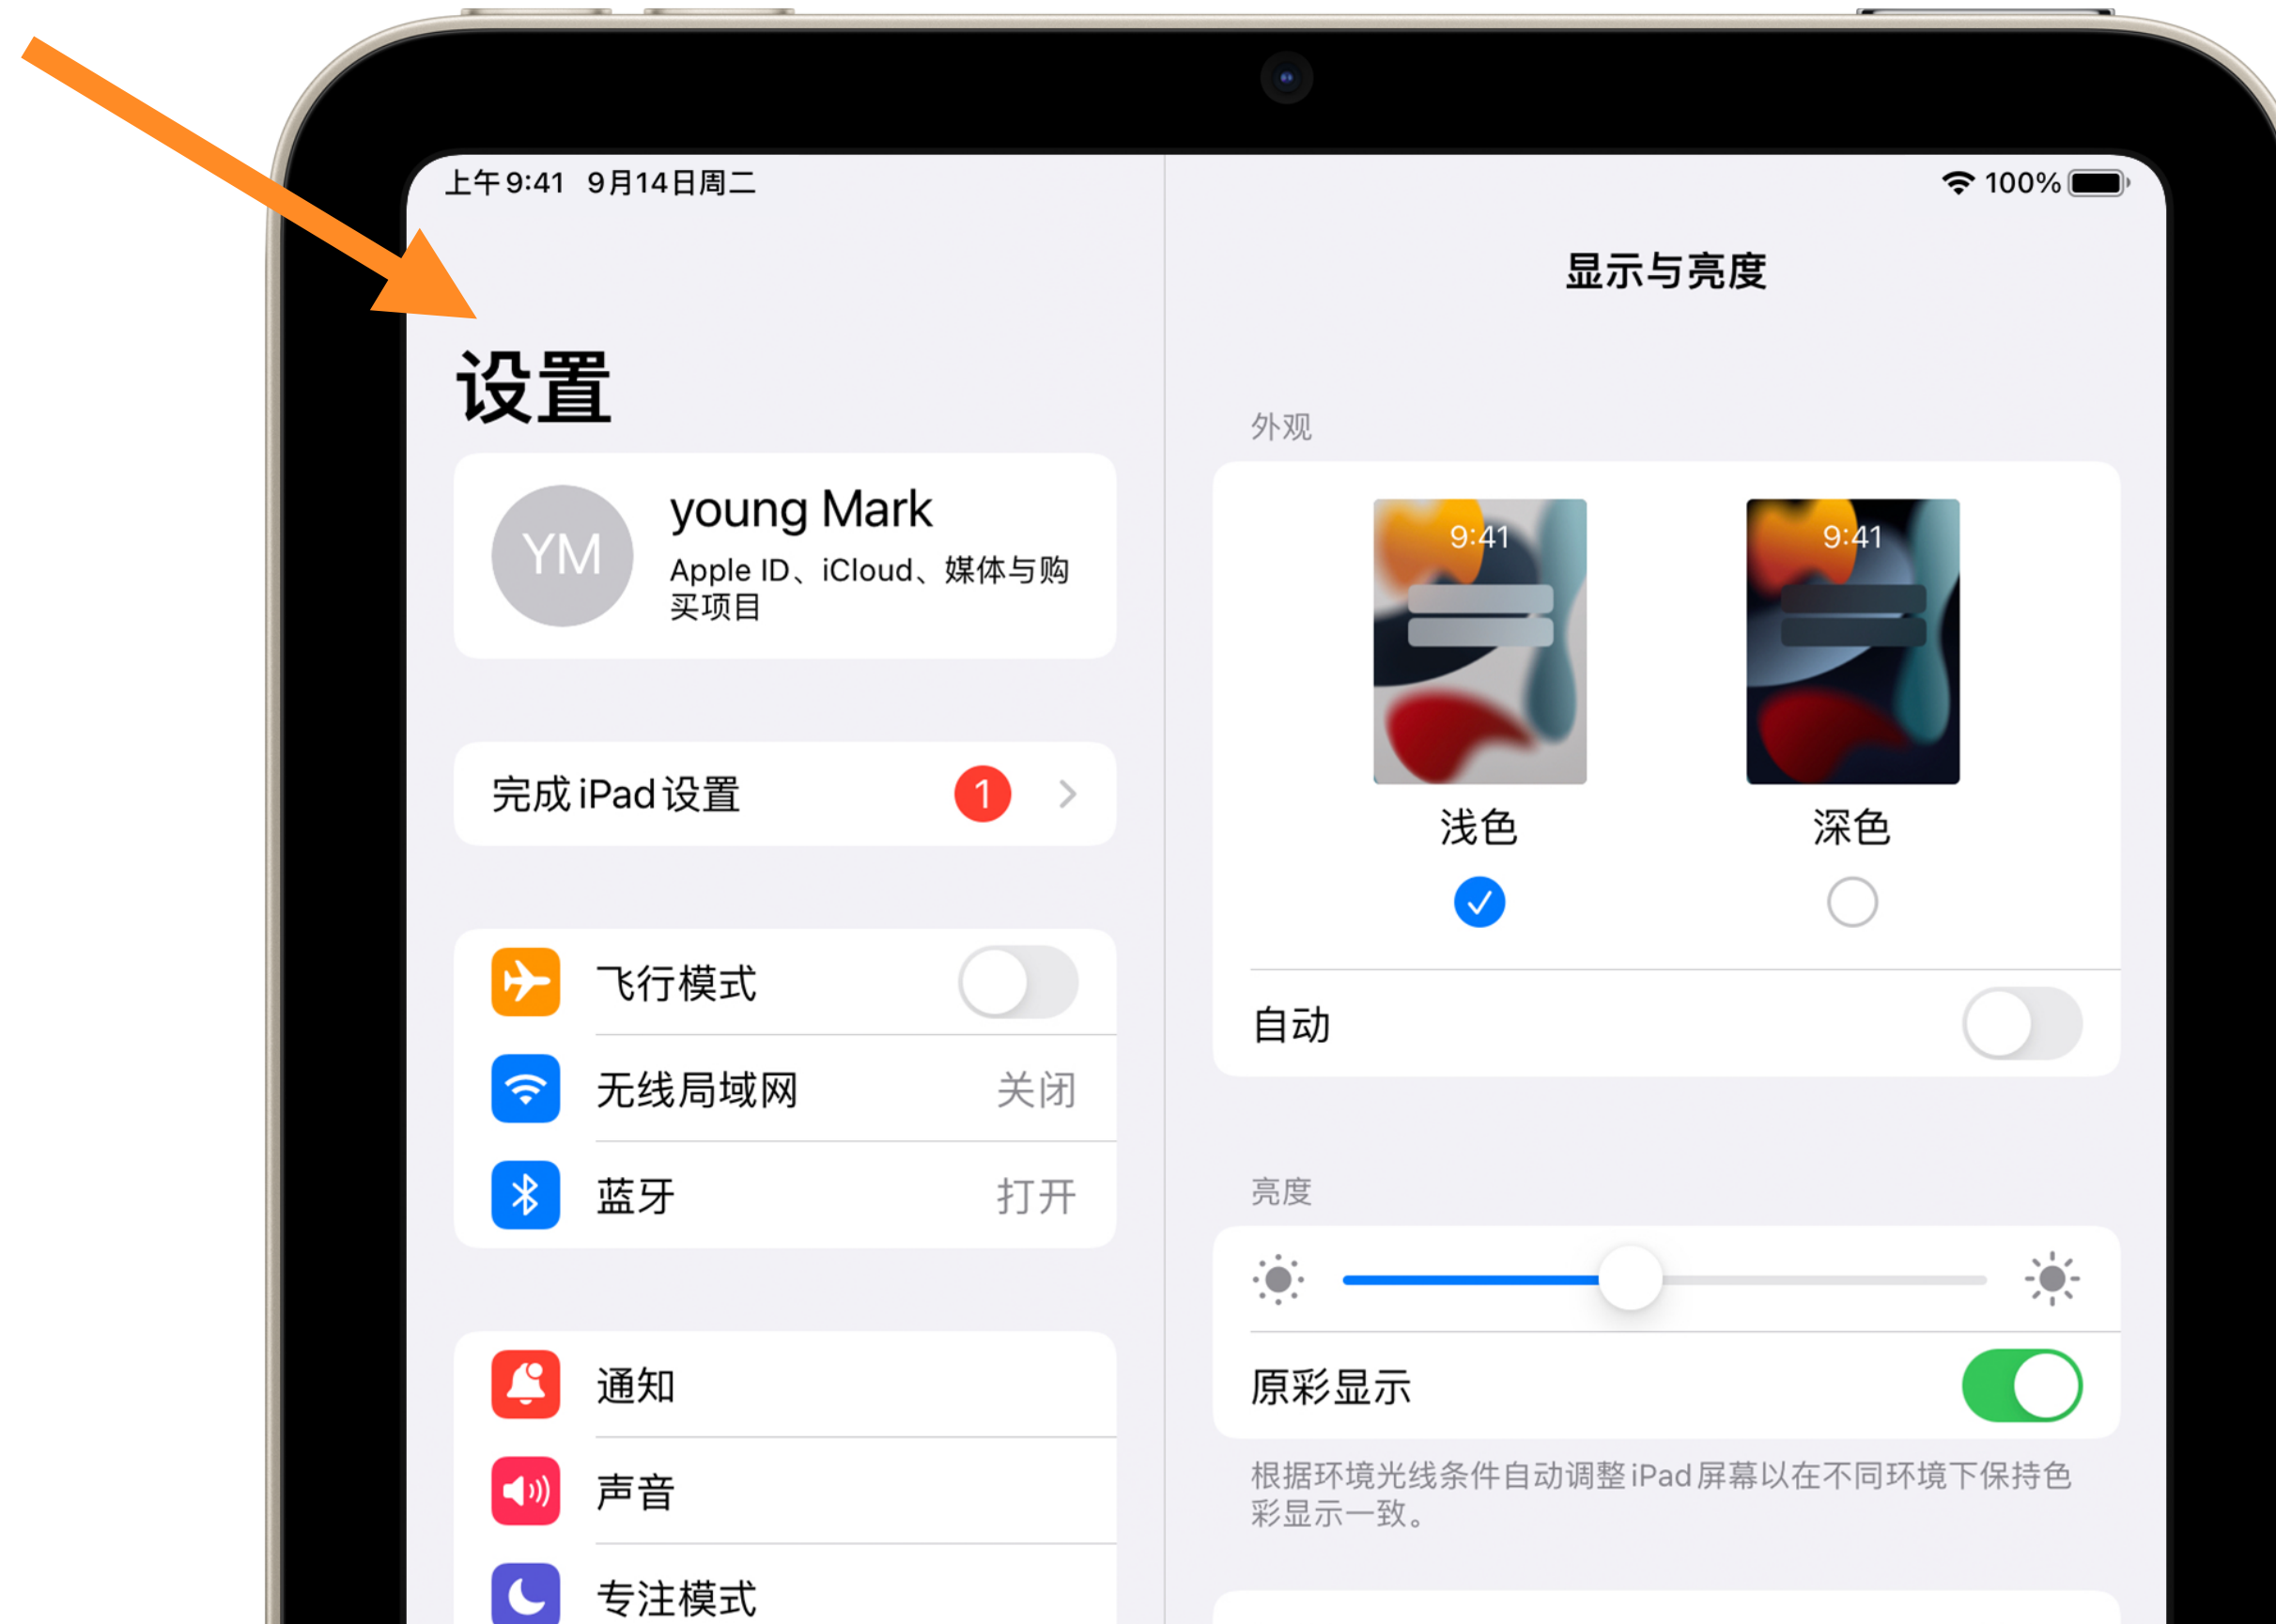 上午9:41 9月14日周二
100%
设置
young Mark
Apple ID、iCloud、媒体与购
买项目
YM
完成 iPad 设置
1
飞行模式
无线局域网 关闭
蓝牙 打开
通知
声音
专注模式
显示与亮度
外观
9:41
9:41
浅色
深色
自动
亮度
原彩显示
根据环境光线条件自动调整 iPad 屏幕以在不同环境下保持色
彩显示一致。